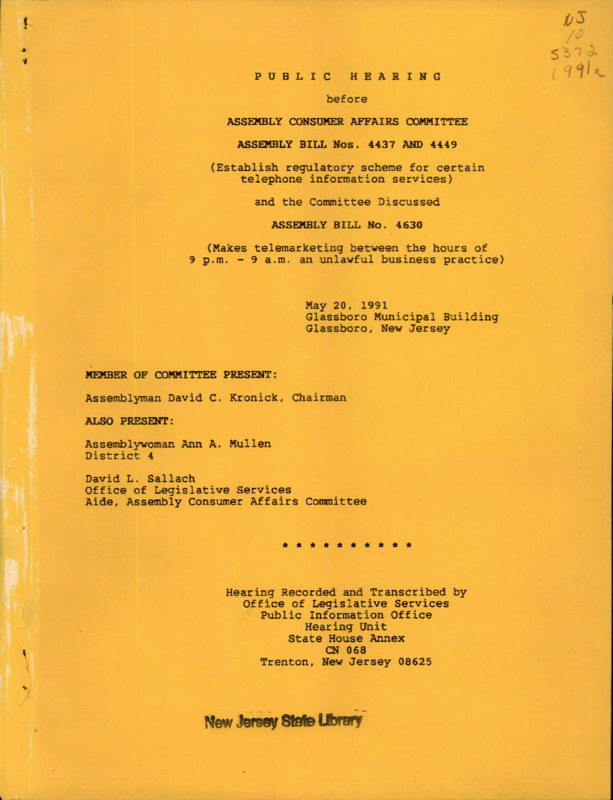 NJ
10
S372
1991a
PUBLIC HEARING
before
ASSEMBLY CONSUMER AFFAIRS COMMITTEE
ASSEMBLY BILL Nos. 4437 AND 4449
(Establish regulatory scheme for certain
telephone information services)
and the Committee Discussed
ASSEMBLY BILL No. 4630
(Makes telemarketing between the hours of
9 p.m. - 9 a.m. an unlawful business practice)
May 20, 1991
Glassboro Municipal Building
Glassboro, New Jersey
MEMBER OF COMMITTEE PRESENT:
Assemblyman David C. Kronick, Chairman
ALSO PRESENT:
Assemblywoman Ann A. Mullen
District 4
David L. Sallach
Office of Legislative Services
Aide, Assembly Consumer Affairs Committee
* * * * * * * * * *
Hearing Recorded and Transcribed by
Office of Legislative Services
Public Information Office
Hearing Unit
State House Annex
CN 068
Trenton, New Jersey 08625
New Jersey State Library